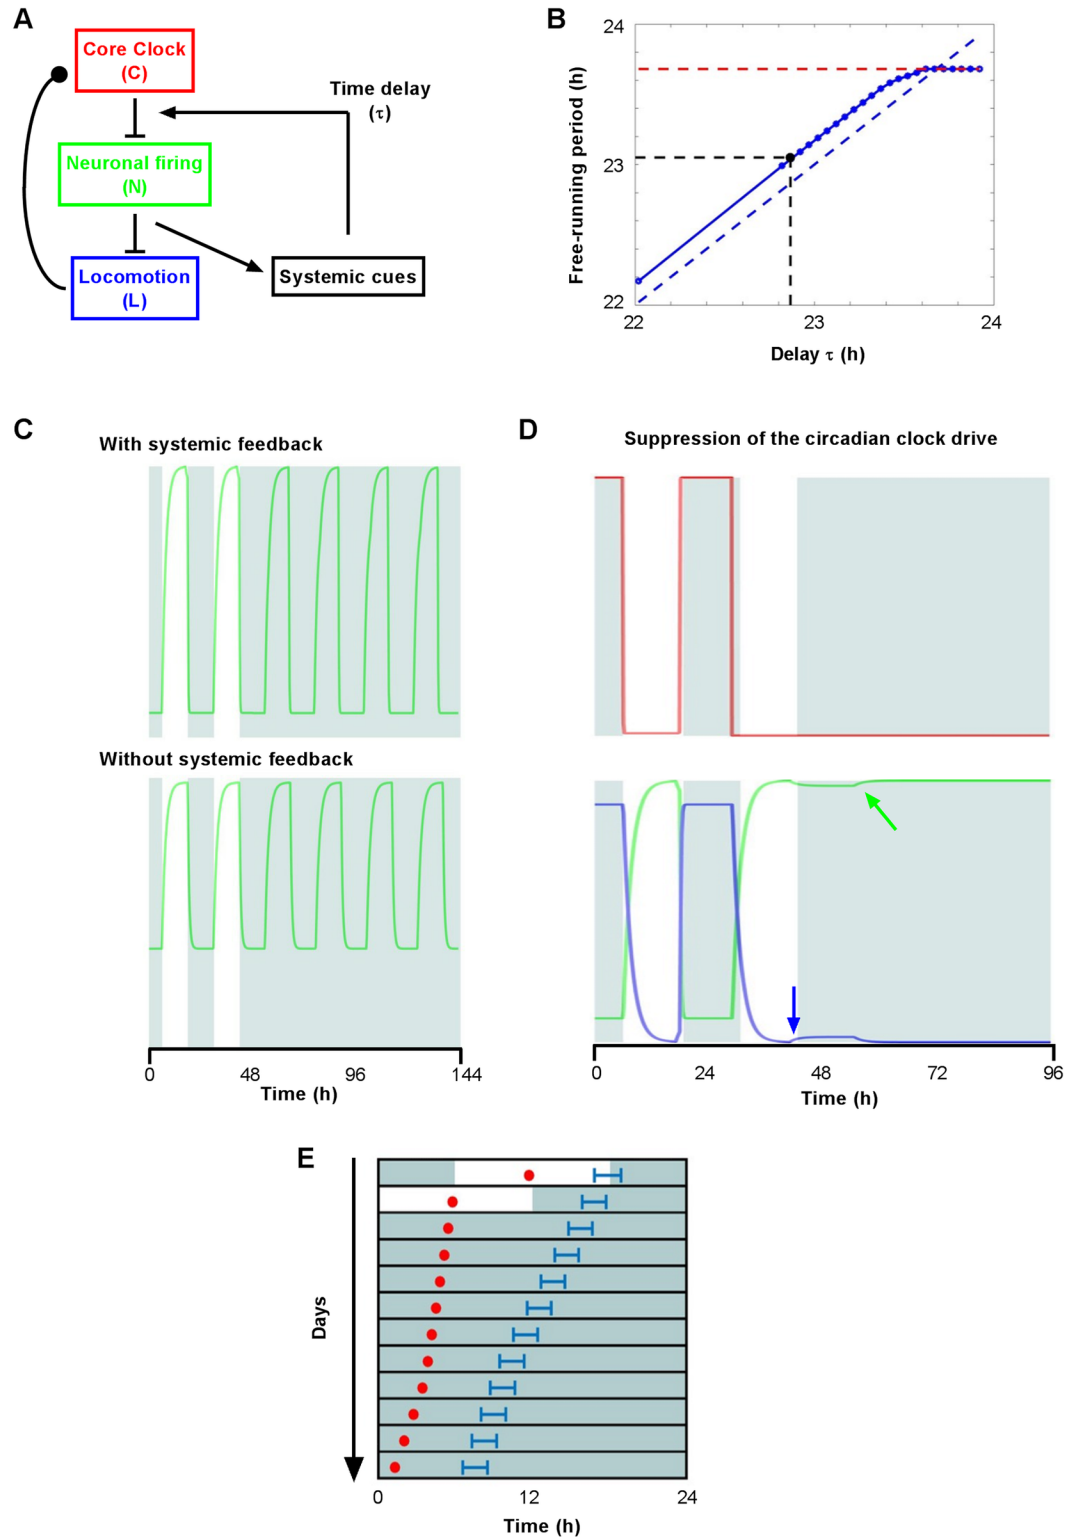 A
Core Clock
(C)
Neuronal firing
(N)
Locomotion
(L)
Time delay
(τ)
Systemic cues
B
Free-running period (h)
24
23
22
22
23
24
Delay τ (h)
C
With systemic feedback
Without systemic feedback
0
48
96
144
Time (h)
D
Suppression of the circadian clock drive
0
24
48
72
96
Time (h)
E
Days
0
12
24
Time (h)